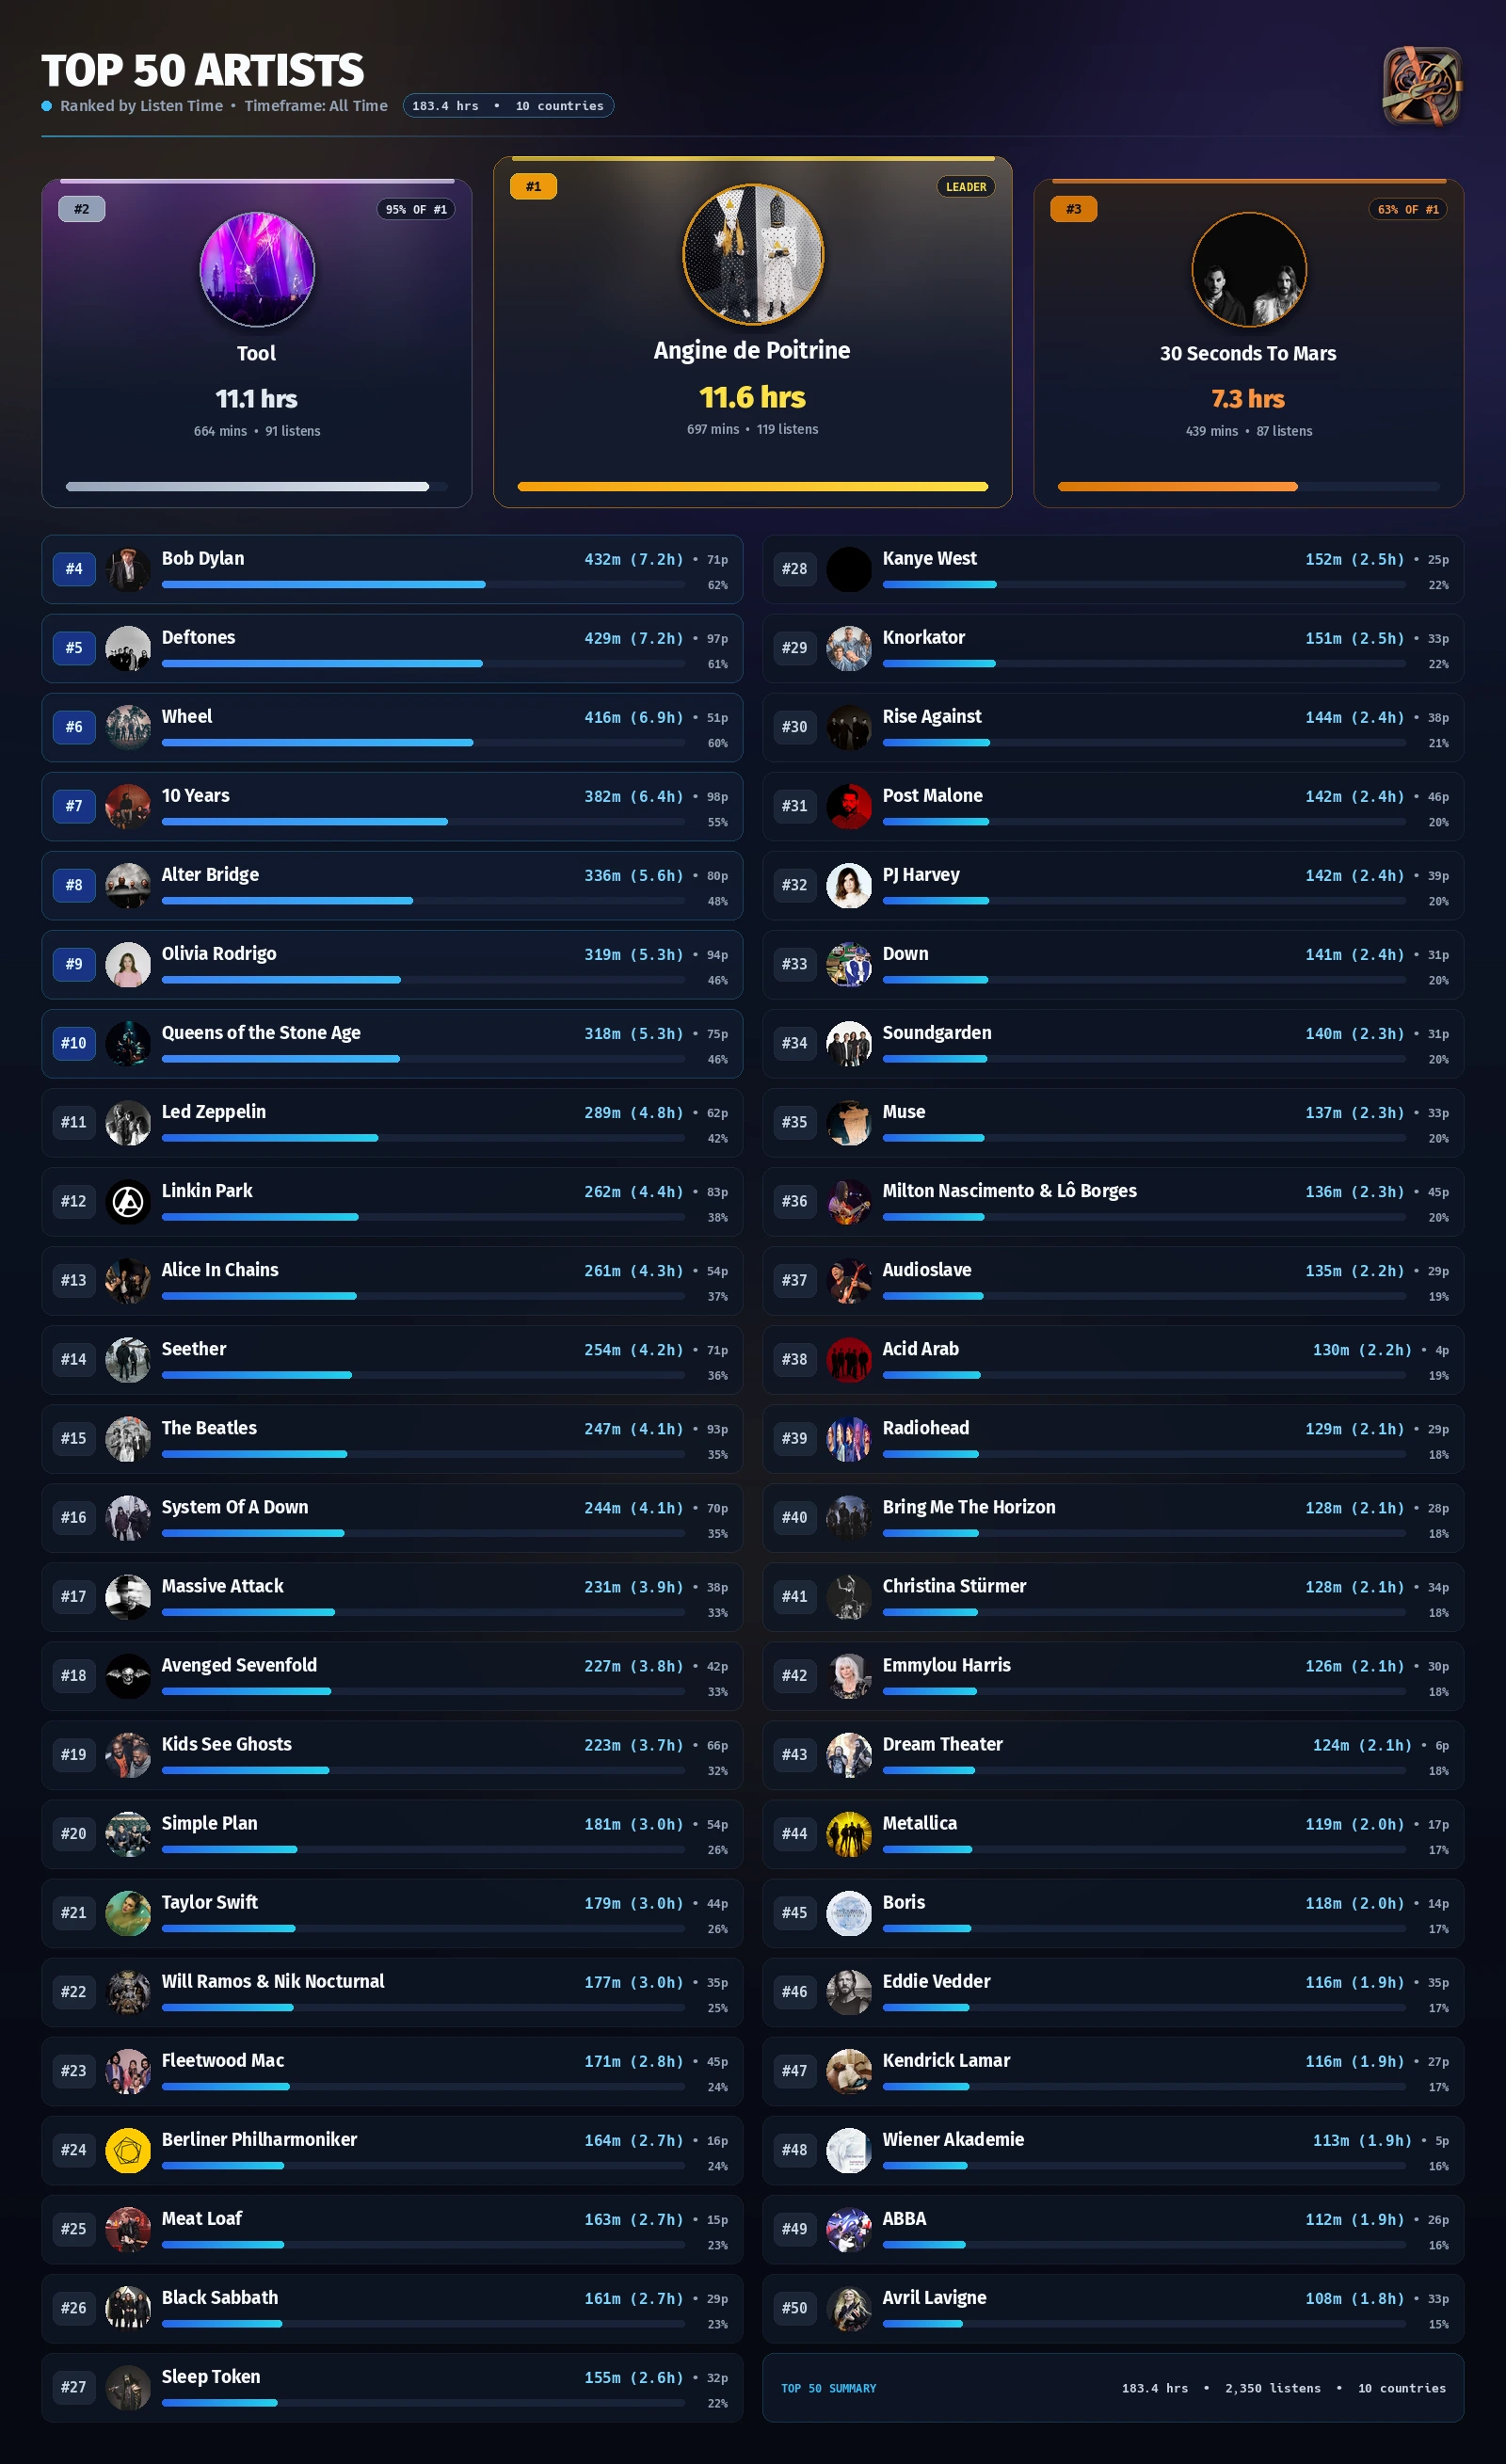 TOP 50 ARTISTS
Ranked by Listen Time • Timeframe: All Time 183.4 hrs • 10 countries
#2 95% OF #1
Tool
11.1 hrs
664 mins • 91 listens
#1 LEADER
Angine de Poitrine
11.6 hrs
697 mins • 119 listens
#3 63% OF #1
30 Seconds To Mars
7.3 hrs
439 mins • 87 listens
#4 Bob Dylan 432m (7.2h) • 71p
62%
#5 Deftones 429m (7.2h) • 97p
61%
#6 Wheel 416m (6.9h) • 51p
60%
#7 10 Years 382m (6.4h) • 98p
55%
#8 Alter Bridge 336m (5.6h) • 80p
48%
#9 Olivia Rodrigo 319m (5.3h) • 94p
46%
#10 Queens of the Stone Age 318m (5.3h) • 75p
46%
#11 Led Zeppelin 289m (4.8h) • 62p
42%
#12 Linkin Park 262m (4.4h) • 83p
38%
#13 Alice In Chains 261m (4.3h) • 54p
37%
#14 Seether 254m (4.2h) • 71p
36%
#15 The Beatles 247m (4.1h) • 93p
35%
#16 System Of A Down 244m (4.1h) • 70p
35%
#17 Massive Attack 231m (3.9h) • 38p
33%
#18 Avenged Sevenfold 227m (3.8h) • 42p
33%
#19 Kids See Ghosts 223m (3.7h) • 66p
32%
#20 Simple Plan 181m (3.0h) • 54p
26%
#21 Taylor Swift 179m (3.0h) • 44p
26%
#22 Will Ramos & Nik Nocturnal 177m (3.0h) • 35p
25%
#23 Fleetwood Mac 171m (2.8h) • 45p
24%
#24 Berliner Philharmoniker 164m (2.7h) • 16p
24%
#25 Meat Loaf 163m (2.7h) • 15p
23%
#26 Black Sabbath 161m (2.7h) • 29p
23%
#27 Sleep Token 155m (2.6h) • 32p
22%
#28 Kanye West 152m (2.5h) • 25p
22%
#29 Knorkator 151m (2.5h) • 33p
22%
#30 Rise Against 144m (2.4h) • 38p
21%
#31 Post Malone 142m (2.4h) • 46p
20%
#32 PJ Harvey 142m (2.4h) • 39p
20%
#33 Down 141m (2.4h) • 31p
20%
#34 Soundgarden 140m (2.3h) • 31p
20%
#35 Muse 137m (2.3h) • 33p
20%
#36 Milton Nascimento & Lô Borges 136m (2.3h) • 45p
20%
#37 Audioslave 135m (2.2h) • 29p
19%
#38 Acid Arab 130m (2.2h) • 4p
19%
#39 Radiohead 129m (2.1h) • 29p
18%
#40 Bring Me The Horizon 128m (2.1h) • 28p
18%
#41 Christina Stürmer 128m (2.1h) • 34p
18%
#42 Emmylou Harris 126m (2.1h) • 30p
18%
#43 Dream Theater 124m (2.1h) • 6p
18%
#44 Metallica 119m (2.0h) • 17p
17%
#45 Boris 118m (2.0h) • 14p
17%
#46 Eddie Vedder 116m (1.9h) • 35p
17%
#47 Kendrick Lamar 116m (1.9h) • 27p
17%
#48 Wiener Akademie 113m (1.9h) • 5p
16%
#49 ABBA 112m (1.9h) • 26p
16%
#50 Avril Lavigne 108m (1.8h) • 33p
15%
TOP 50 SUMMARY 183.4 hrs • 2,350 listens • 10 countries